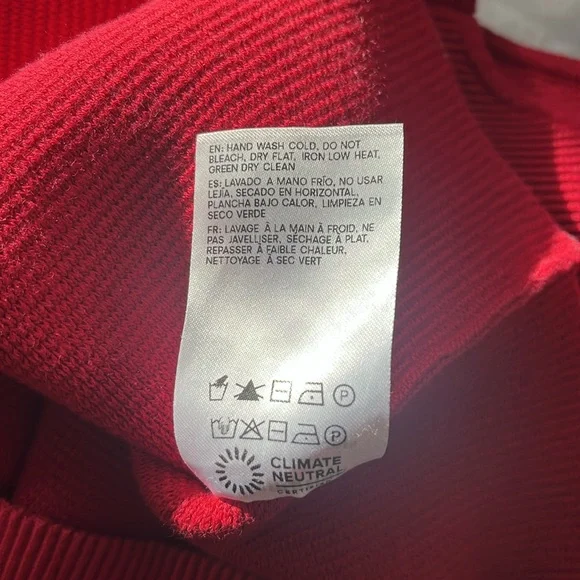 EN: HAND WASH COLD, DO NOT
BLEACH, DRY FLAT, IRON LOW HEAT,
GREEN DRY CLEAN
ES: LAVADO A MANO FRÍO, NO USAR
LEJÍA, SECADO EN HORIZONTAL,
PLANCHA BAJO CALOR, LIMPIEZA EN
SECO VERDE
FR: LAVAGE À LA MAIN À FROID, NE
PAS JAVELLISER, SÉCHAGE À PLAT,
REPASSER À FAIBLE CHALEUR,
NETTOYAGE À SEC VERT
P
P
CLIMATE
NEUTRAL